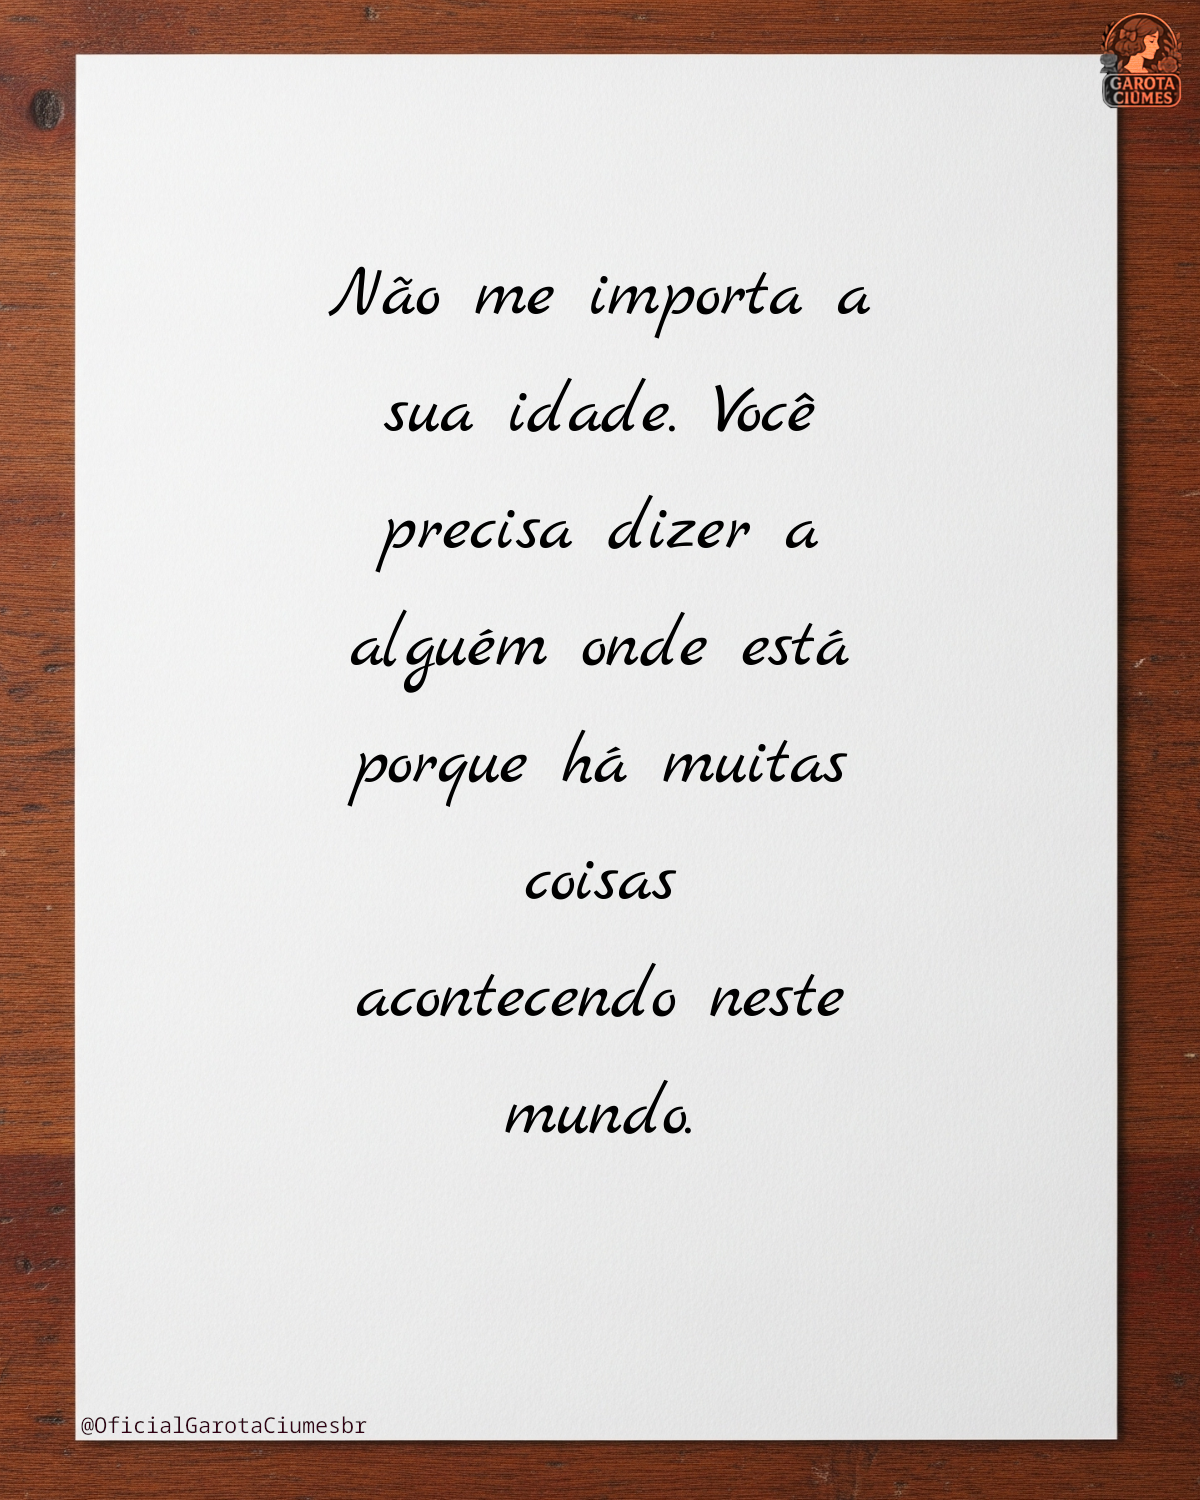 GAROTA
CIÚMES
Não me importa a
sua idade. Você
precisa dizer a
alguém onde está
porque há muitas
coisas
acontecendo neste
mundo.
@OficialGarotaCiumesbr